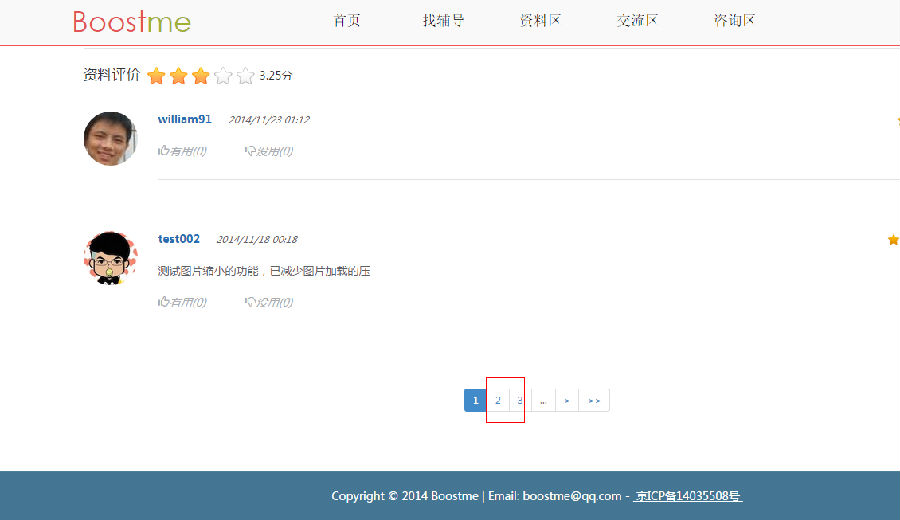 Boostme 首页 找辅导 资料区 交流区 咨询区
资料评价 3.25分
william91 2014/11/23 01:12
有用(0) 没用(0)
test002 2014/11/18 00:18
测试图片缩小的功能，已减少图片加载的压
有用(0) 没用(0)
1 2 3 ... > >>
Copyright © 2014 Boostme | Email: boostme@qq.com - 京ICP备14035508号